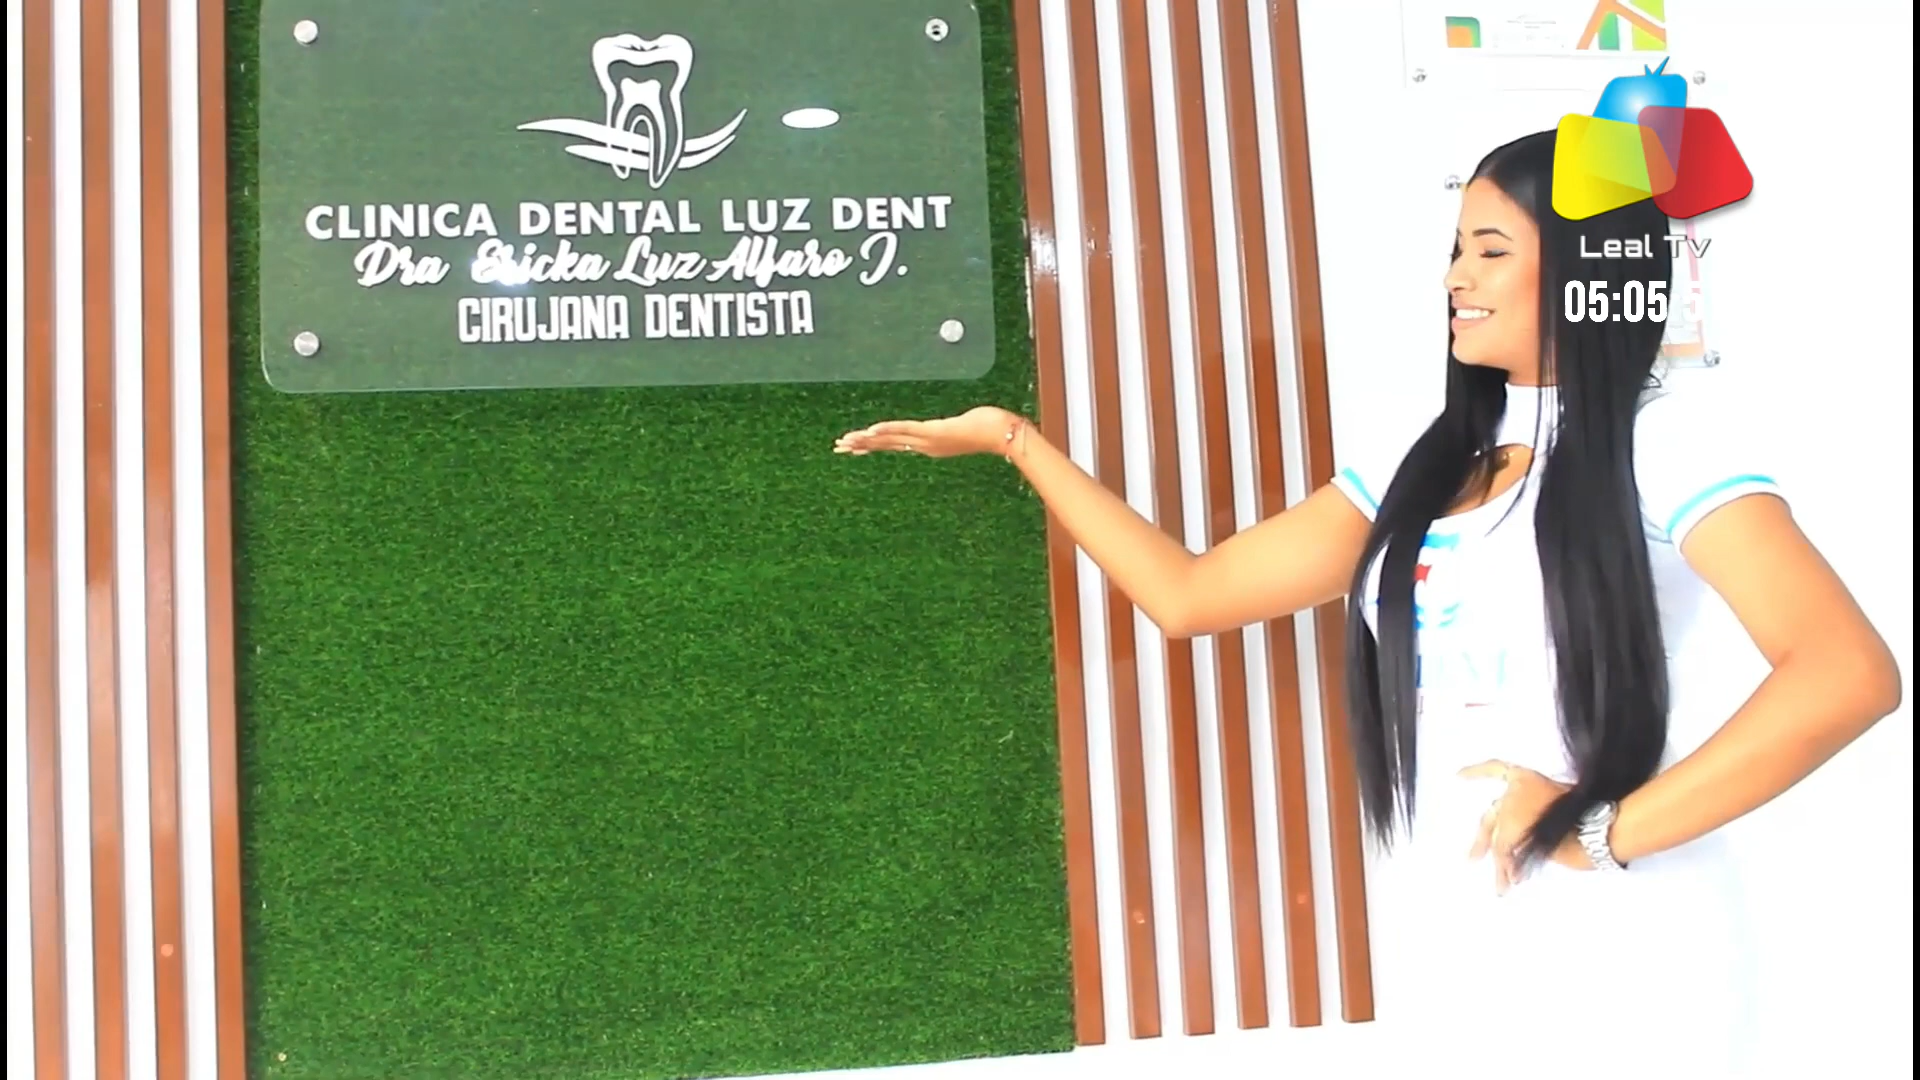 CLINICA DENTAL LUZ DENT
Dra Ericka Luz Alfaro J.
CIRUJANA DENTISTA
Leal Tv
05:05